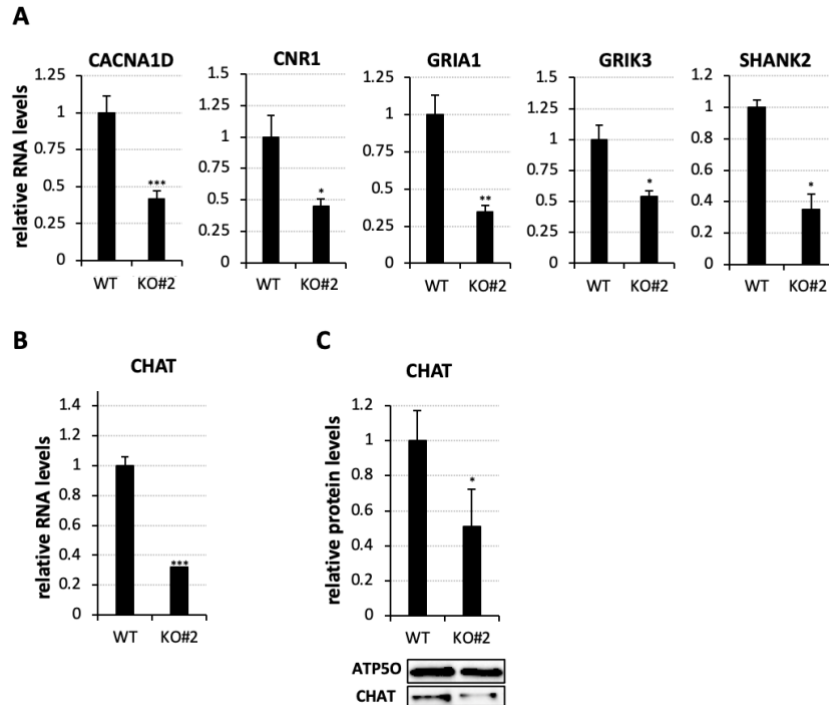 A
CACNA1D CNR1 GRIA1 GRIK3 SHANK2
relative RNA levels
1.25 1 0.75 0.5 0.25 0
*** 
WT KO#2
1.5 1.25 1 0.75 0.5 0.25 0
*
WT KO#2
1.25 1 0.75 0.5 0.25 0
**
WT KO#2
1.5 1.25 1 0.75 0.5 0.25 0
*
WT KO#2
1.2 1 0.8 0.6 0.4 0.2 0
*
WT KO#2
B
CHAT
relative RNA levels
1.4 1.2 1 0.8 0.6 0.4 0.2 0
***
WT KO#2
C
CHAT
relative protein levels
1.2 1 0.8 0.6 0.4 0.2 0
*
WT KO#2
ATP5O
CHAT